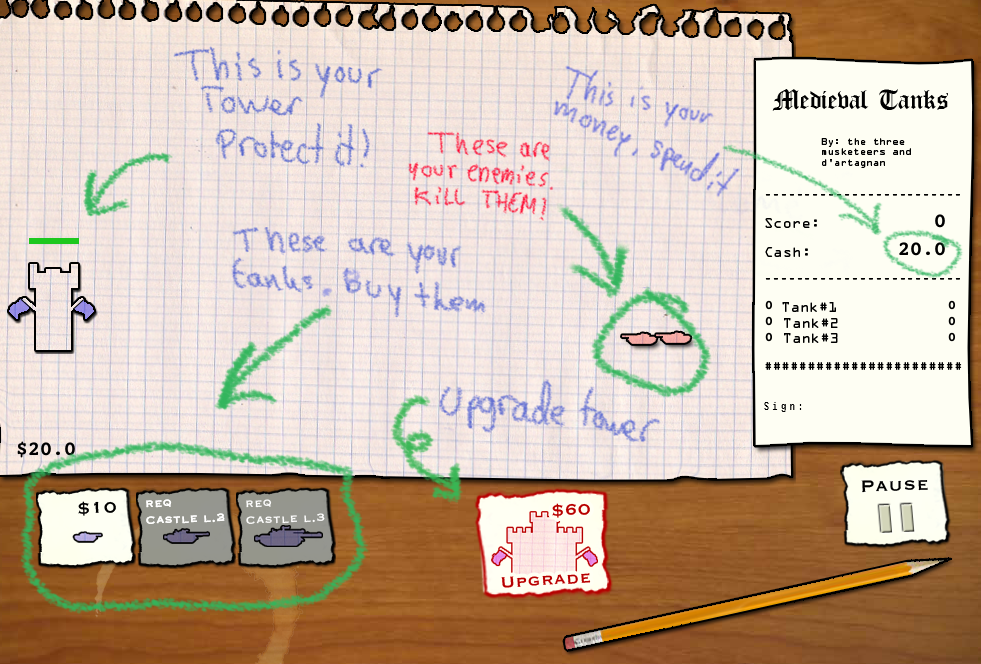 This is your
Tower
Protect it!
This is your
money, spend it
These are
your enemies.
KILL THEM!
These are your
tanks. Buy them
Upgrade tower
$20.0
$10
REQ
CASTLE L.2
REQ
CASTLE L.3
$60
UPGRADE
Medieval Tanks
By: the three
musketeers and
d'artagnan
Score: 0
Cash: 20.0
0 Tank#1 0
0 Tank#2 0
0 Tank#3 0
######################
Sign:
PAUSE